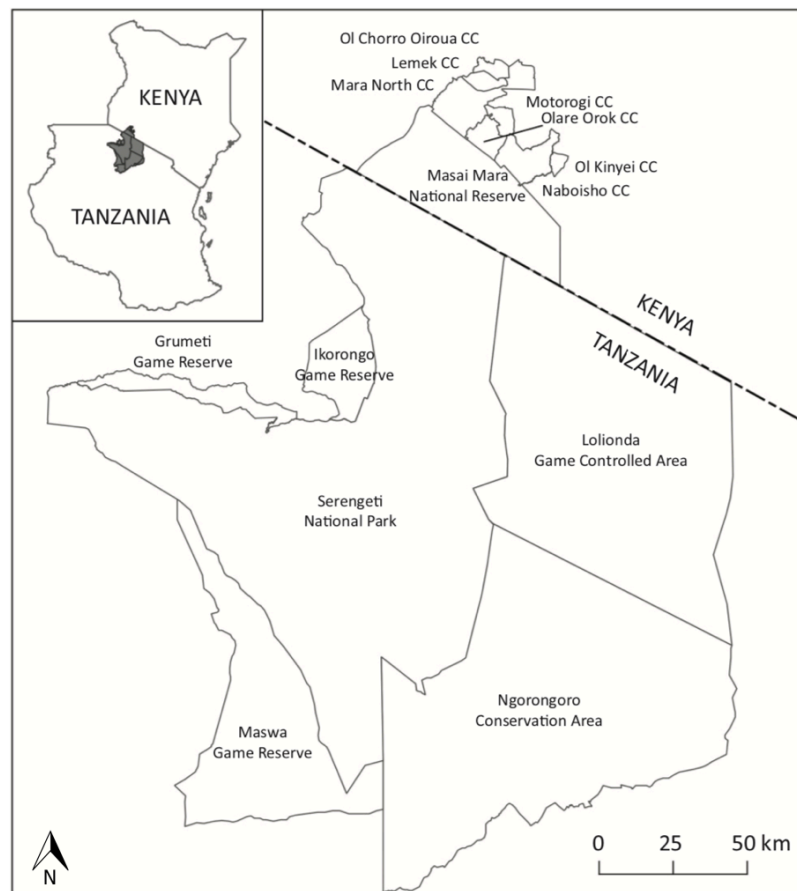 KENYA
TANZANIA
Ol Chorro Oiroua CC
Lemek CC
Mara North CC
Motorogi CC
Olare Orok CC
Ol Kinyei CC
Naboisho CC
Masai Mara
National Reserve
KENYA
TANZANIA
Grumeti
Game Reserve
Ikorongo
Game Reserve
Lolionda
Game Controlled Area
Serengeti
National Park
Ngorongoro
Conservation Area
Maswa
Game Reserve
N
0 25 50 km